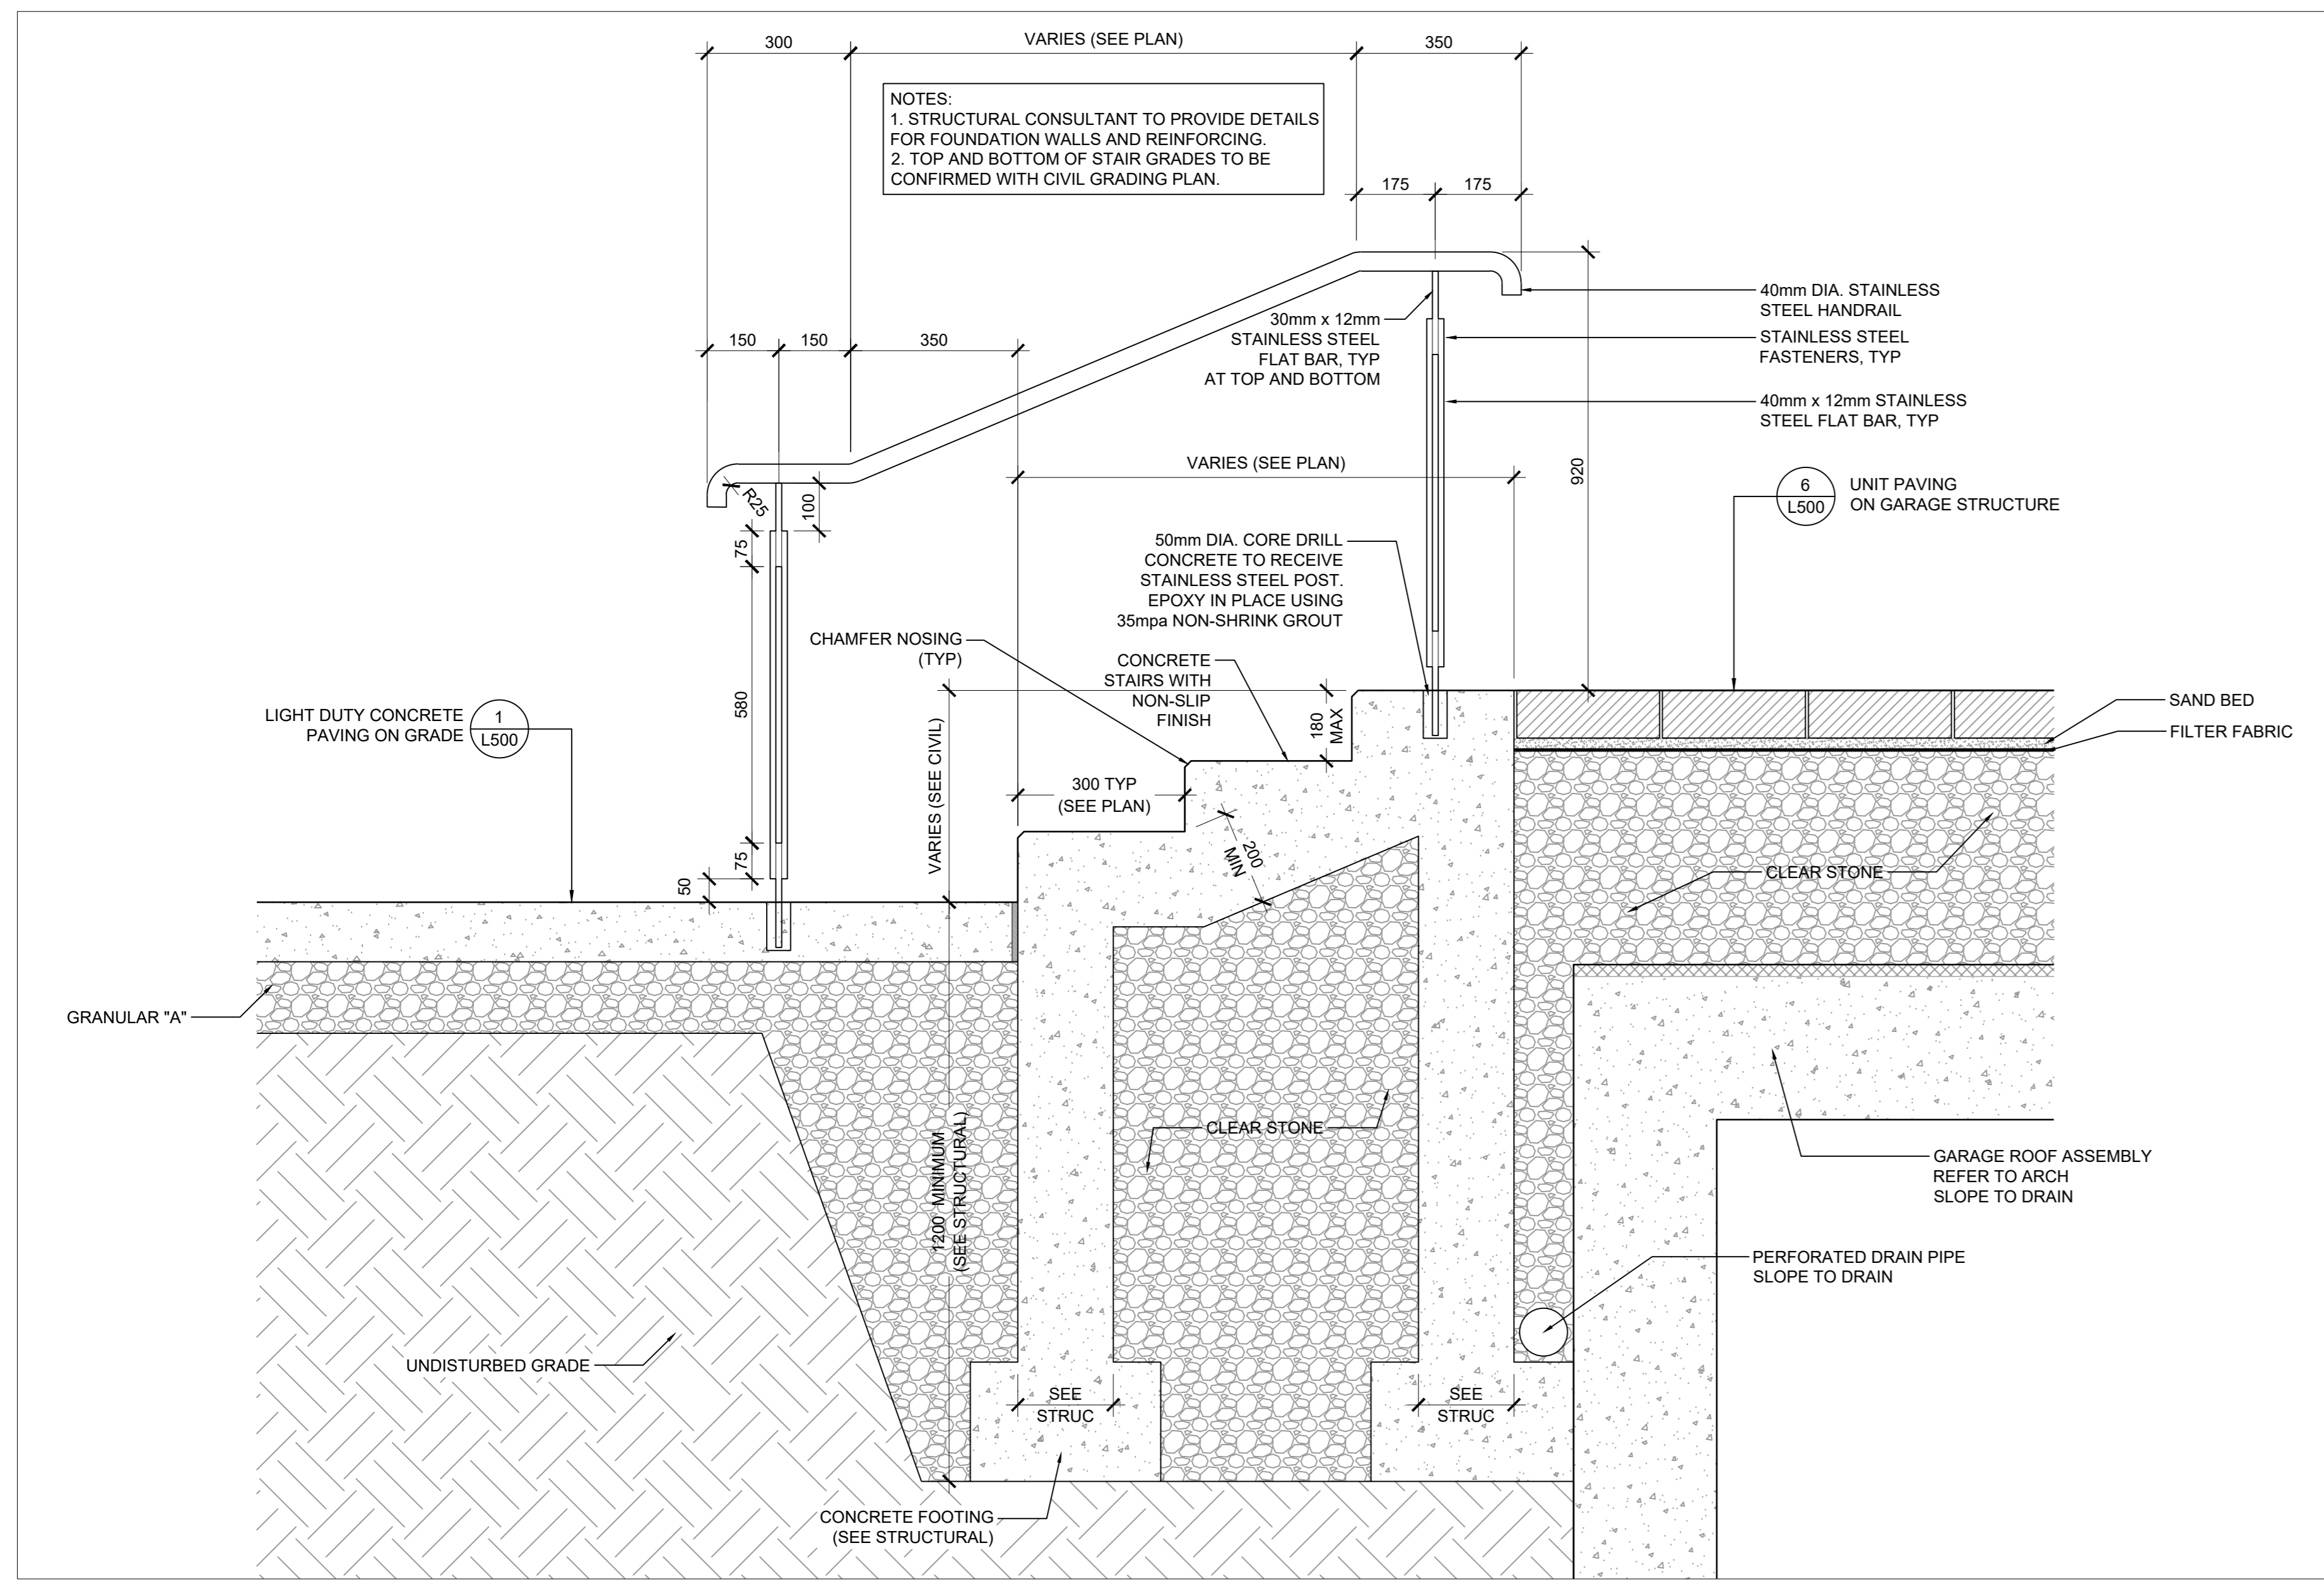 300
VARIES (SEE PLAN)
350
NOTES:
1. STRUCTURAL CONSULTANT TO PROVIDE DETAILS
FOR FOUNDATION WALLS AND REINFORCING.
2. TOP AND BOTTOM OF STAIR GRADES TO BE
CONFIRMED WITH CIVIL GRADING PLAN.
175
175
40mm DIA. STAINLESS
STEEL HANDRAIL
30mm x 12mm
STAINLESS STEEL
FLAT BAR, TYP
AT TOP AND BOTTOM
STAINLESS STEEL
FASTENERS, TYP
150
150
350
40mm x 12mm STAINLESS
STEEL FLAT BAR, TYP
VARIES (SEE PLAN)
920
6
L500
UNIT PAVING
ON GARAGE STRUCTURE
R25
100
75
50mm DIA. CORE DRILL
CONCRETE TO RECEIVE
STAINLESS STEEL POST.
EPOXY IN PLACE USING
35mpa NON-SHRINK GROUT
CHAMFER NOSING
(TYP)
CONCRETE
STAIRS WITH
NON-SLIP
FINISH
580
180
MAX
SAND BED
FILTER FABRIC
LIGHT DUTY CONCRETE
PAVING ON GRADE
1
L500
VARIES (SEE CIVIL)
300 TYP
(SEE PLAN)
200
MIN
75
50
CLEAR STONE
GRANULAR "A"
CLEAR STONE
1200 MINIMUM
(SEE STRUCTURAL)
GARAGE ROOF ASSEMBLY
REFER TO ARCH
SLOPE TO DRAIN
PERFORATED DRAIN PIPE
SLOPE TO DRAIN
UNDISTURBED GRADE
SEE
STRUC
SEE
STRUC
CONCRETE FOOTING
(SEE STRUCTURAL)